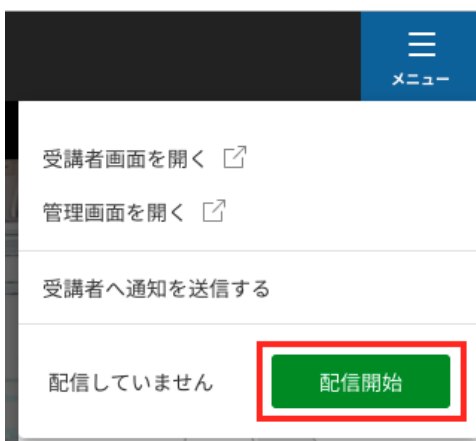 メニュー
受講者画面を開く
管理画面を開く
受講者へ通知を送信する
配信していません 配信開始